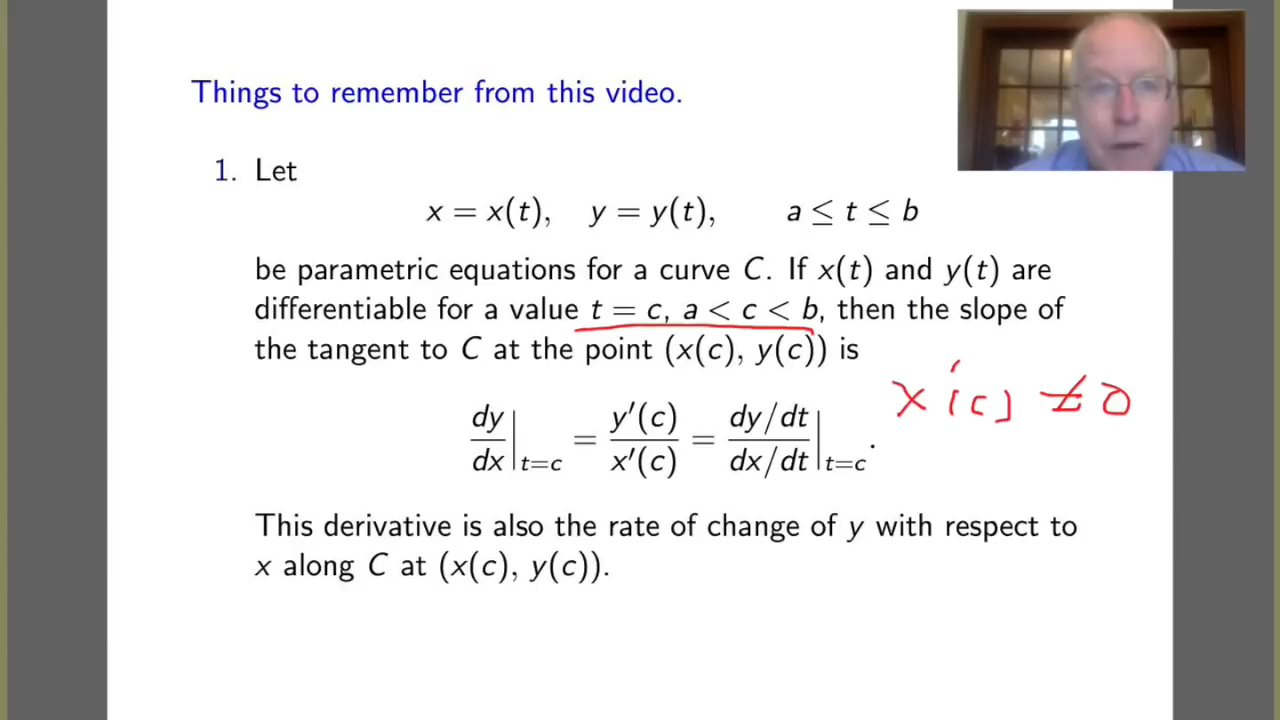 Things to remember from this video.
1. Let
x = x(t), y = y(t), a ≤ t ≤ b
be parametric equations for a curve C. If x(t) and y(t) are
differentiable for a value t = c, a < c < b, then the slope of
the tangent to C at the point (x(c), y(c)) is
x'(c) ≠ 0
dy/dx|t=c = y′(c)/x′(c) = dy/dt / dx/dt|t=c.
This derivative is also the rate of change of y with respect to
x along C at (x(c), y(c)).